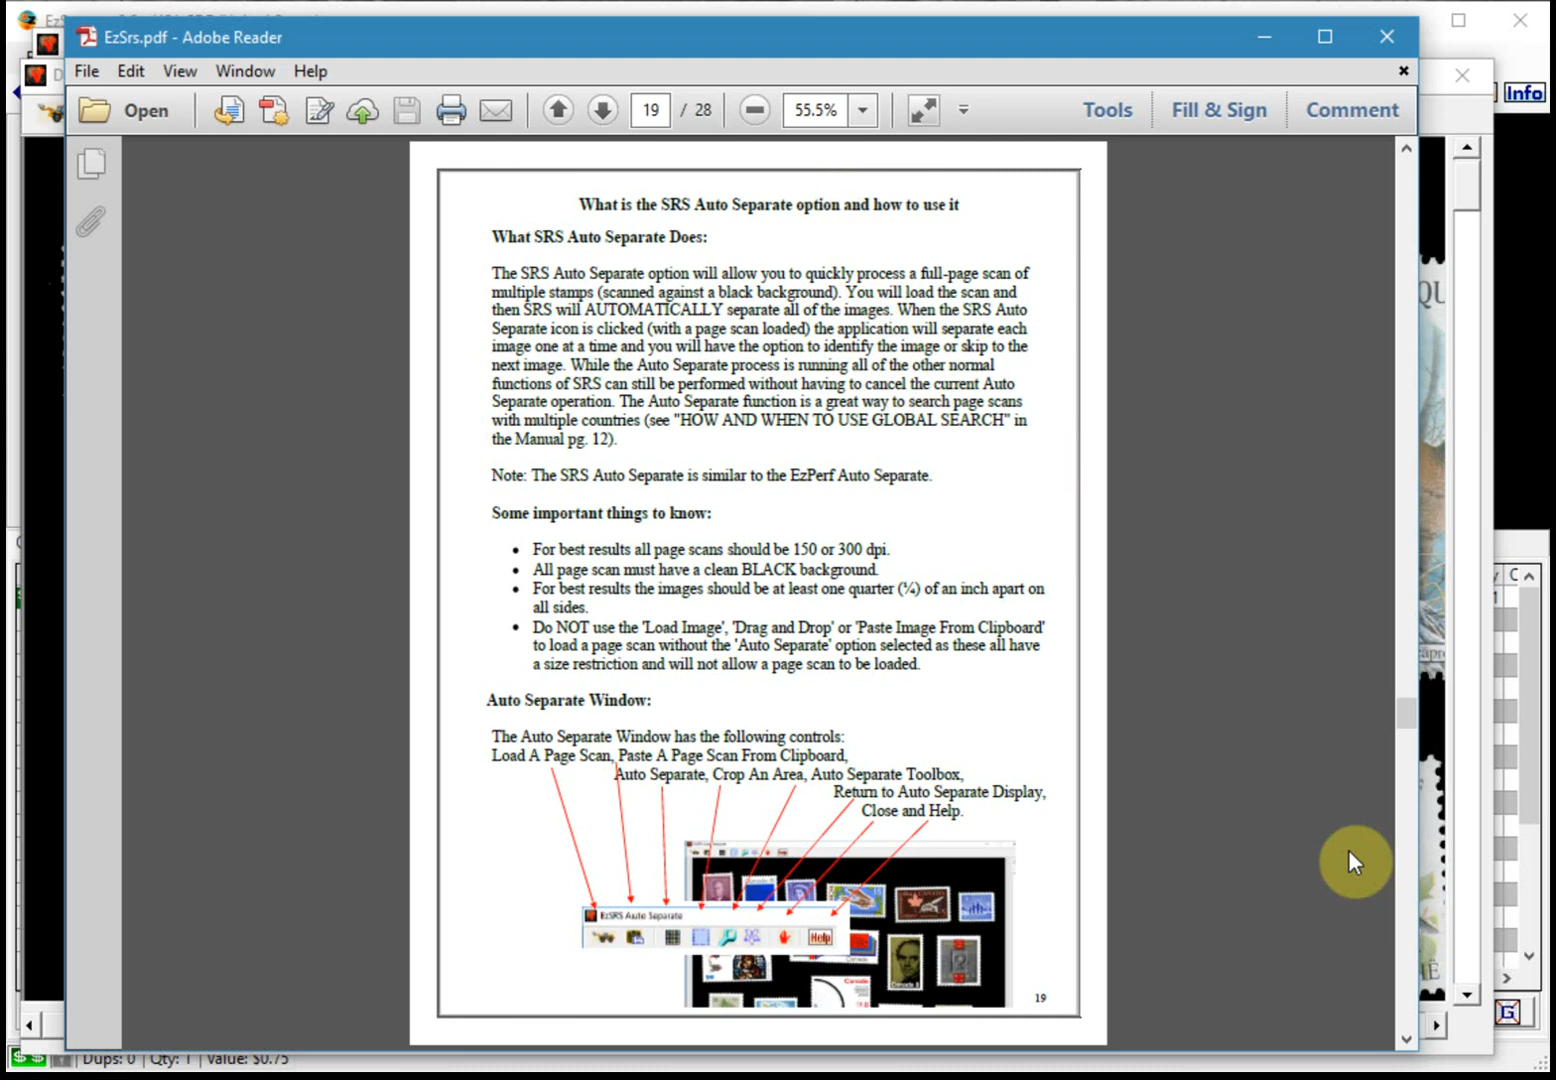 EzSrs.pdf - Adobe Reader
File Edit View Window Help
Info
Open
19 / 28
55.5%
Tools
Fill & Sign
Comment
What is the SRS Auto Separate option and how to use it
What SRS Auto Separate Does:
The SRS Auto Separate option will allow you to quickly process a full-page scan of
multiple stamps (scanned against a black background). You will load the scan and
then SRS will AUTOMATICALLY separate all of the images. When the SRS Auto
Separate icon is clicked (with a page scan loaded) the application will separate each
image one at a time and you will have the option to identify the image or skip to the
next image. While the Auto Separate process is running all of the other normal
functions of SRS can still be performed without having to cancel the current Auto
Separate operation. The Auto Separate function is a great way to search page scans
with multiple countries (see "HOW AND WHEN TO USE GLOBAL SEARCH" in
the Manual pg. 12).
Note: The SRS Auto Separate is similar to the EzPerf Auto Separate.
Some important things to know:
• For best results all page scans should be 150 or 300 dpi.
• All page scan must have a clean BLACK background.
• For best results the images should be at least one quarter (¼) of an inch apart on
all sides.
• Do NOT use the 'Load Image', 'Drag and Drop' or 'Paste Image From Clipboard'
to load a page scan without the 'Auto Separate' option selected as these all have
a size restriction and will not allow a page scan to be loaded.
Auto Separate Window:
The Auto Separate Window has the following controls:
Load A Page Scan, Paste A Page Scan From Clipboard,
Auto Separate, Crop An Area, Auto Separate Toolbox,
Return to Auto Separate Display,
Close and Help.
EzSRS Auto Separate
Help
Canada
19
Dups: 0 Qty: 1 Value: $0.75